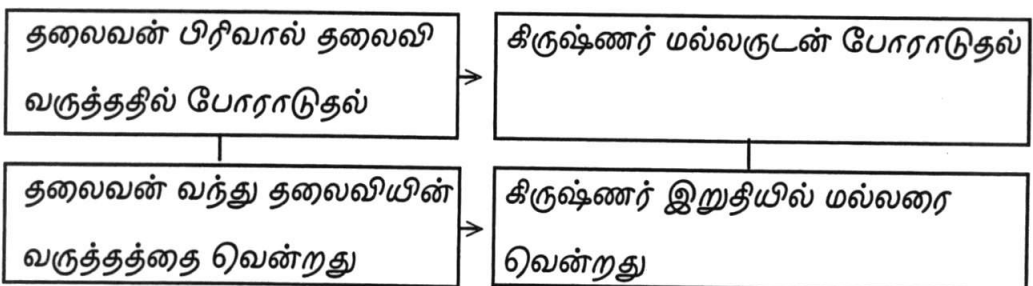 தலைவன் பிரிவால் தலைவி
வருத்ததில் போராடுதல்
கிருஷ்ணர் மல்லருடன் போராடுதல்
தலைவன் வந்து தலைவியின்
வருத்தத்தை வென்றது
கிருஷ்ணர் இறுதியில் மல்லரை
வென்றது